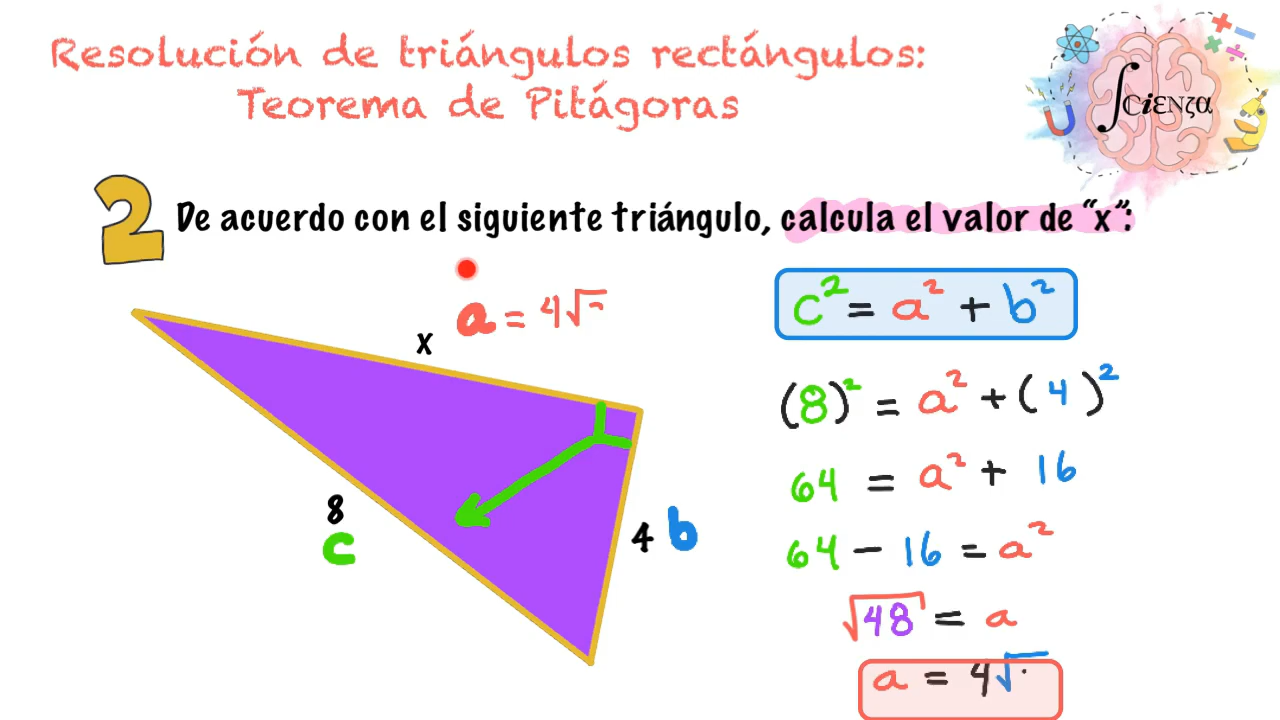 Resolución de triángulos rectángulos:
Teorema de Pitágoras
∫CiENζα
2 De acuerdo con el siguiente triángulo, calcula el valor de "x":
a = 4√
x
8
c
4 b
c² = a² + b²
(8)² = a² + (4)²
64 = a² + 16
64 - 16 = a²
√48 = a
a = 4√